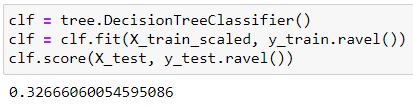 clf = tree.DecisionTreeClassifier()
clf = clf.fit(X_train_scaled, y_train.ravel())
clf.score(X_test, y_test.ravel())
0.32666060054595086